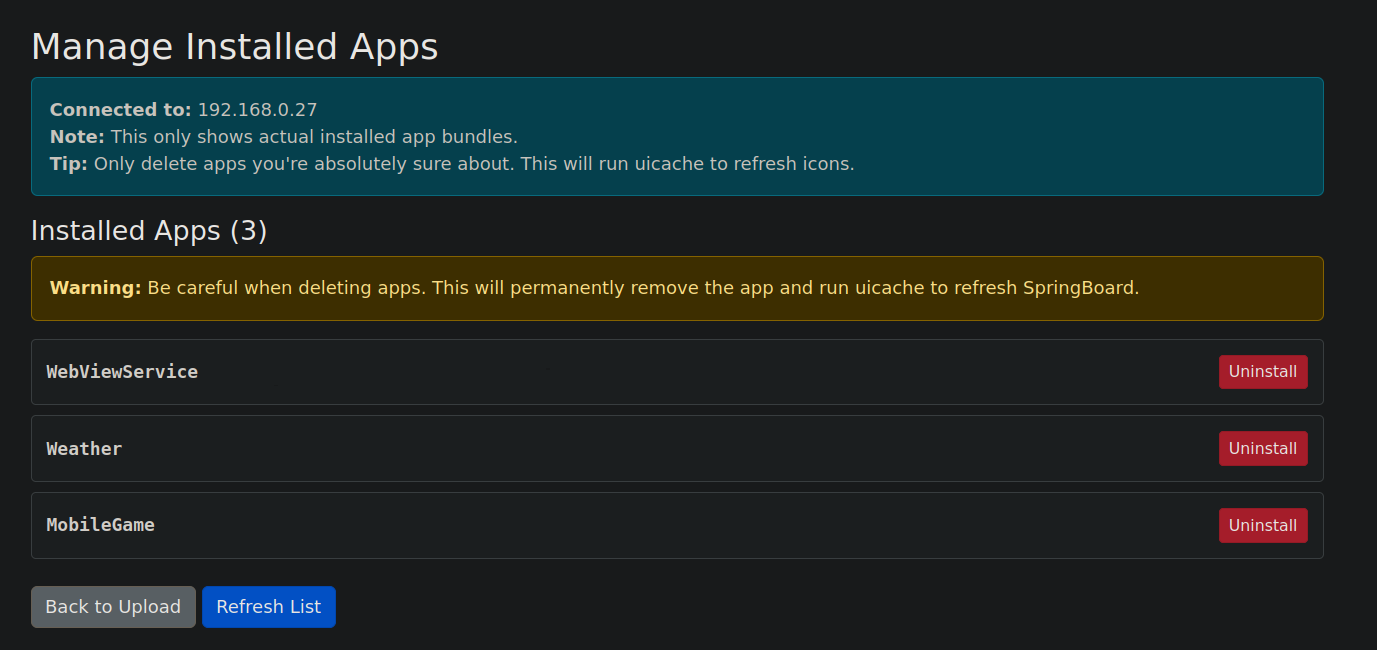 Manage Installed Apps
Connected to: 192.168.0.27
Note: This only shows actual installed app bundles.
Tip: Only delete apps you're absolutely sure about. This will run uicache to refresh icons.
Installed Apps (3)
Warning: Be careful when deleting apps. This will permanently remove the app and run uicache to refresh SpringBoard.
WebViewService Uninstall
Weather Uninstall
MobileGame Uninstall
Back to Upload Refresh List